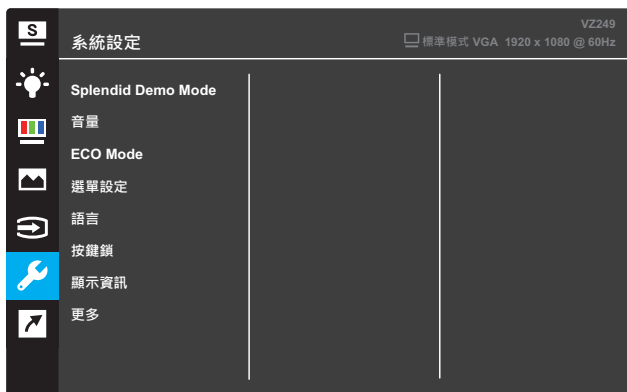 S
VZ249
系統設定
標準模式 VGA 1920 x 1080 @ 60Hz
Splendid Demo Mode
音量
ECO Mode
選單設定
語言
按鍵鎖
顯示資訊
更多